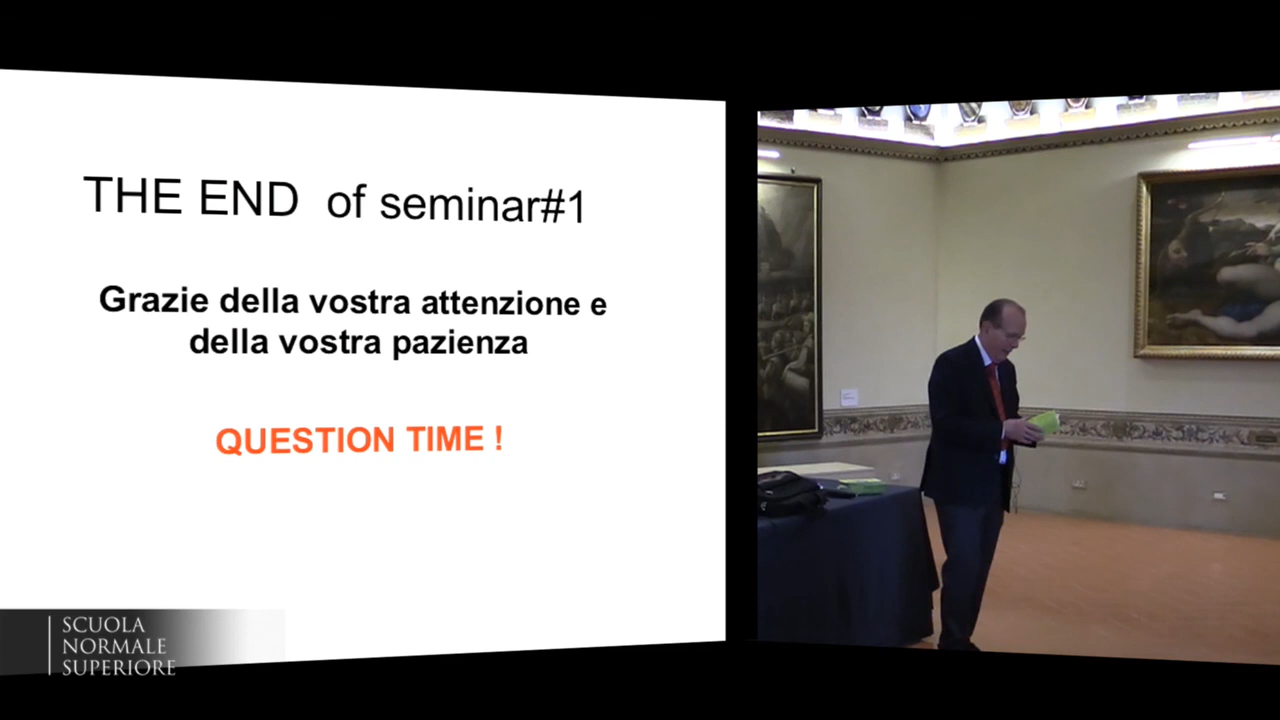 THE END of seminar#1
Grazie della vostra attenzione e
della vostra pazienza
QUESTION TIME !
SCUOLA
NORMALE
SUPERIORE